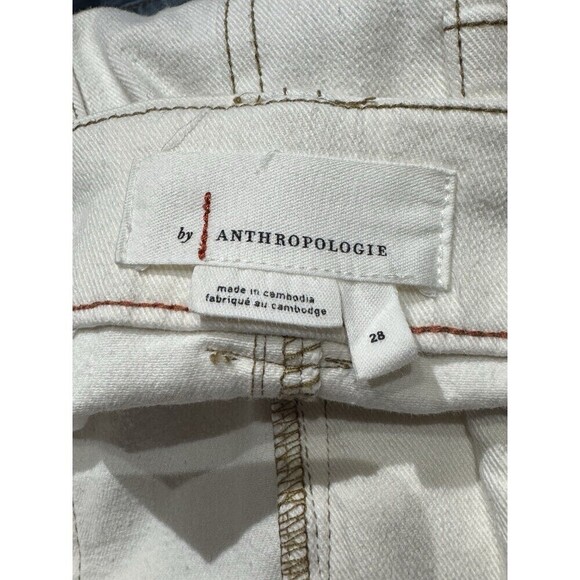 by ANTHROPOLOGIE
made in cambodia
fabriqué au cambodge
28